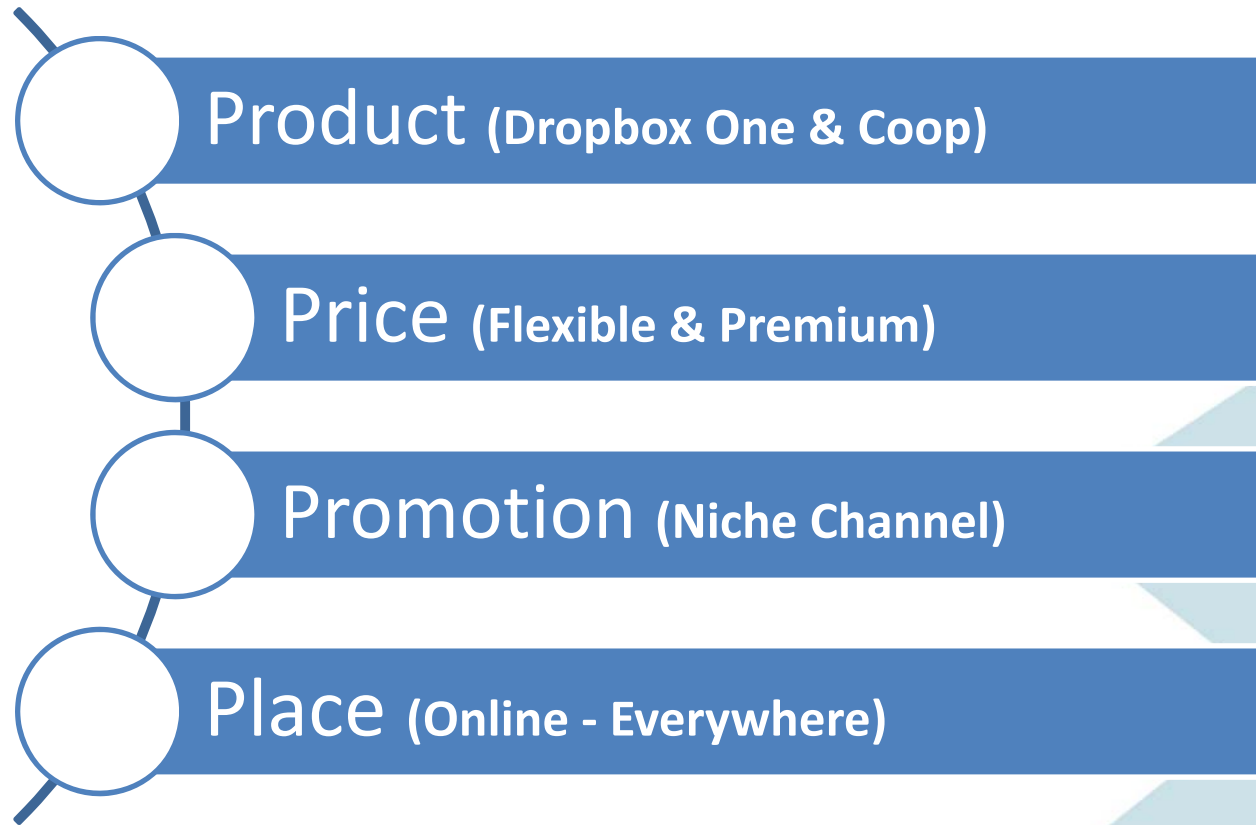 Product (Dropbox One & Coop)
Price (Flexible & Premium)
Promotion (Niche Channel)
Place (Online - Everywhere)